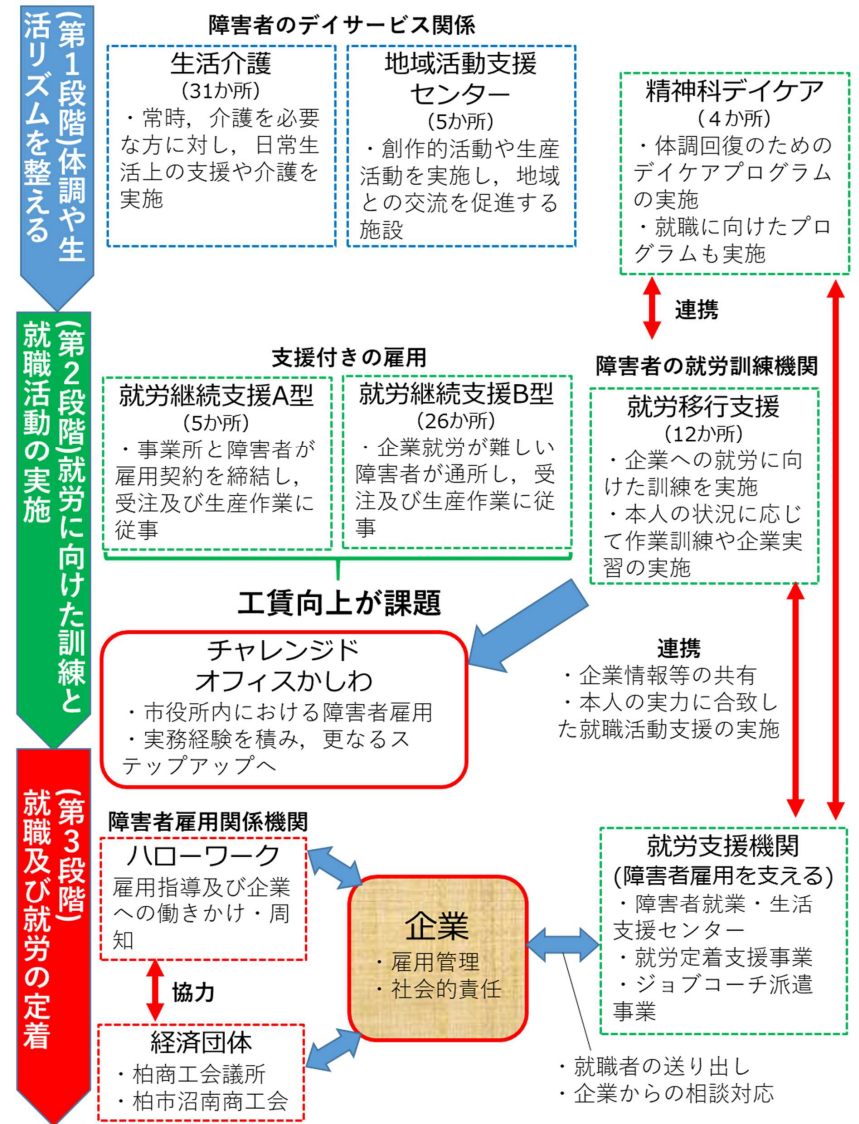 (第1段階)体調や生
活リズムを整える
障害者のデイサービス関係
生活介護
(31か所)
・常時，介護を必要
な方に対し，日常生
活上の支援や介護を
実施
地域活動支援
センター
(5か所)
・創作的活動や生産
活動を実施し，地域
との交流を促進する
施設
精神科デイケア
(４か所)
・体調回復のための
デイケアプログラム
の実施
・就職に向けたプロ
グラムも実施
連携
(第2段階)就労に向けた訓練と
就職活動の実施
支援付きの雇用
就労継続支援A型
(5か所)
・事業所と障害者が
雇用契約を締結し，
受注及び生産作業に
従事
就労継続支援B型
(26か所)
・企業就労が難しい
障害者が通所し，受
注及び生産作業に従
事
障害者の就労訓練機関
就労移行支援
(12か所)
・企業への就労に向
けた訓練を実施
・本人の状況に応じ
て作業訓練や企業実
習の実施
工賃向上が課題
チャレンジド
オフィスかしわ
・市役所内における障害者雇用
・実務経験を積み，更なるス
テップアップへ
連携
・企業情報等の共有
・本人の実力に合致し
た就職活動支援の実施
(第3段階)
就職及び就労の定着
障害者雇用関係機関
ハローワーク
雇用指導及び企業
への働きかけ・周
知
協力
経済団体
・柏商工会議所
・柏市沼南商工会
企業
・雇用管理
・社会的責任
就労支援機関
(障害者雇用を支える)
・障害者就業・生活
支援センター
・就労定着支援事業
・ジョブコーチ派遣
事業
・就職者の送り出し
・企業からの相談対応